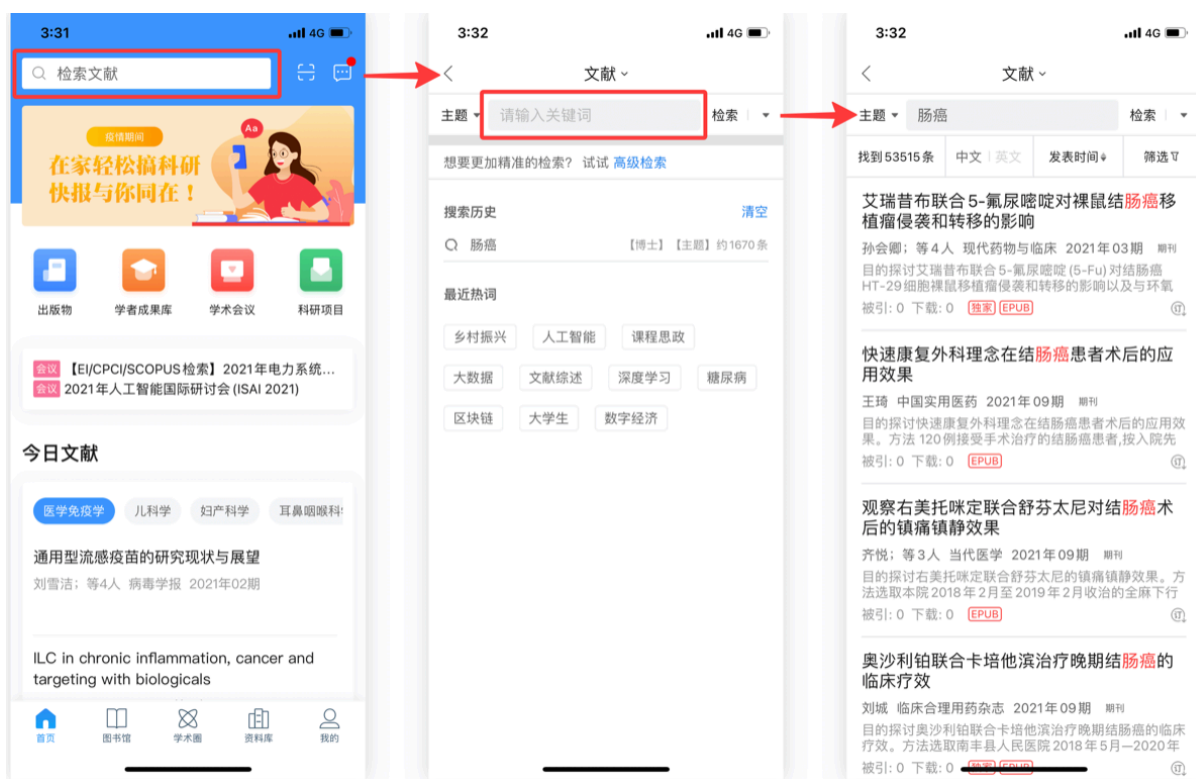 3:31
4G
检索文献
疫情期间
在家轻松搞科研
快报与你同在！
Aa
出版物
学者成果库
学术会议
科研项目
会议 【EI/CPCI/SCOPUS检索】2021年电力系统...
会议 2021年人工智能国际研讨会(ISAI 2021)
今日文献
医学免疫学 儿科学 妇产科学 耳鼻咽喉科
通用型流感疫苗的研究现状与展望
刘雪洁；等4人 病毒学报 2021年02期
ILC in chronic inflammation, cancer and
targeting with biologicals
首页 图书馆 学术圈 资料库 我的
3:32
4G
文献
主题 请输入关键词 检索
想要更加精准的检索？ 试试 高级检索
搜索历史 清空
肠癌 【博士】【主题】约1670条
最近热词
乡村振兴 人工智能 课程思政
大数据 文献综述 深度学习 糖尿病
区块链 大学生 数字经济
3:32
4G
文献
主题 肠癌 检索
找到53515条 中文 英文 发表时间 筛选
艾瑞昔布联合5-氟尿嘧啶对裸鼠结肠癌移
植瘤侵袭和转移的影响
孙会卿；等4人 现代药物与临床 2021年03期 期刊
目的探讨艾瑞昔布联合5-氟尿嘧啶(5-Fu)对结肠癌
HT-29细胞裸鼠移植瘤侵袭和转移的影响以及与环氧
被引: 0 下载: 0 独家 EPUB 订
快速康复外科理念在结肠癌患者术后的应
用效果
王琦 中国实用医药 2021年09期 期刊
目的探讨快速康复外科理念在结肠癌患者术后的应用效
果。方法 120例接受手术治疗的结肠癌患者,按入院先
被引: 0 下载: 0 EPUB 订
观察右美托咪定联合舒芬太尼对结肠癌术
后的镇痛镇静效果
齐悦；等3人 当代医学 2021年09期 期刊
目的探讨右美托咪定联合舒芬太尼的镇痛镇静效果。方
法选取本院2018年2月至2019年2月收治的全麻下行
被引: 0 下载: 0 EPUB 订
奥沙利铂联合卡培他滨治疗晚期结肠癌的
临床疗效
刘城 临床合理用药杂志 2021年09期 期刊
目的探讨奥沙利铂联合卡培他滨治疗晚期结肠癌的临床
疗效。方法选取南丰县人民医院2018年5月—2020年
被引: 0 下载: 0 独家 EPUB 订